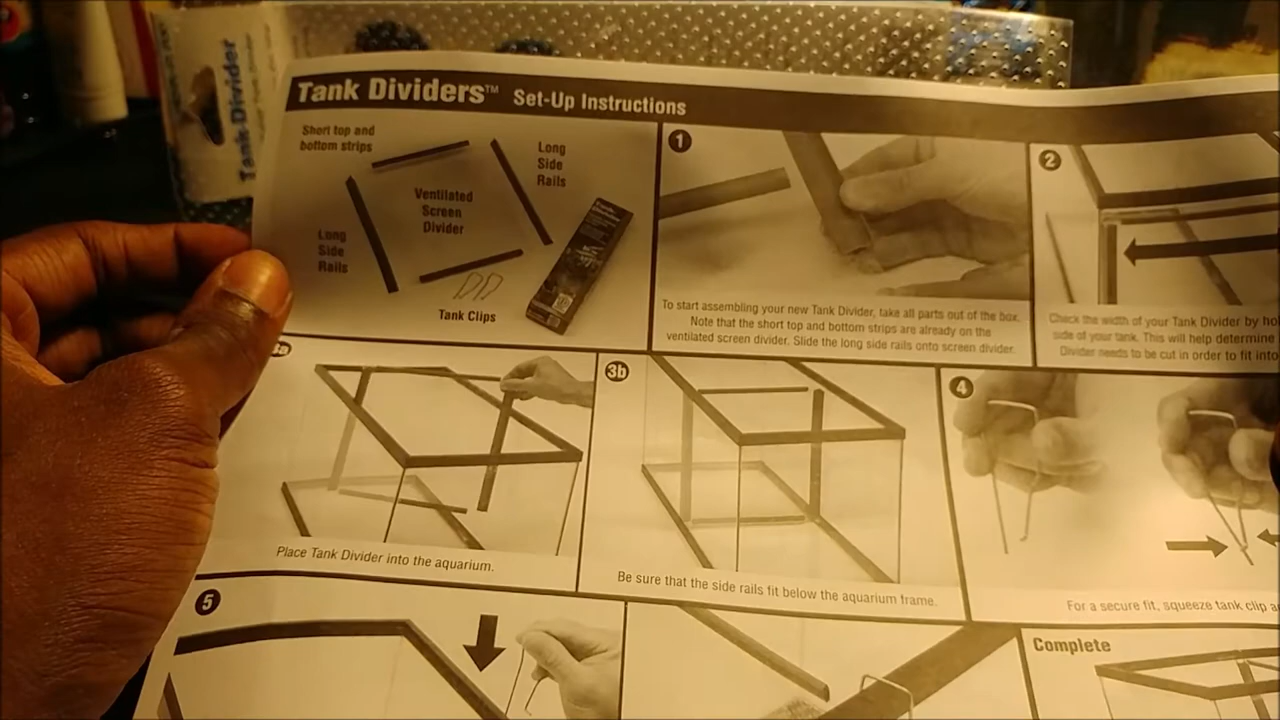 Tank-Divider
Tank Dividers™ Set-Up Instructions
Short top and
bottom strips
Long
Side
Rails
Ventilated
Screen
Divider
Long
Side
Rails
Tank Clips
1
To start assembling your new Tank Divider, take all parts out of the box.
Note that the short top and bottom strips are already on the
ventilated screen divider. Slide the long side rails onto screen divider.
2
Check the width of your Tank Divider by hol
side of your tank. This will help determine
Divider needs to be cut in order to fit into
Place Tank Divider into the aquarium.
3b
Be sure that the side rails fit below the aquarium frame.
4
For a secure fit, squeeze tank clip a
5
Complete